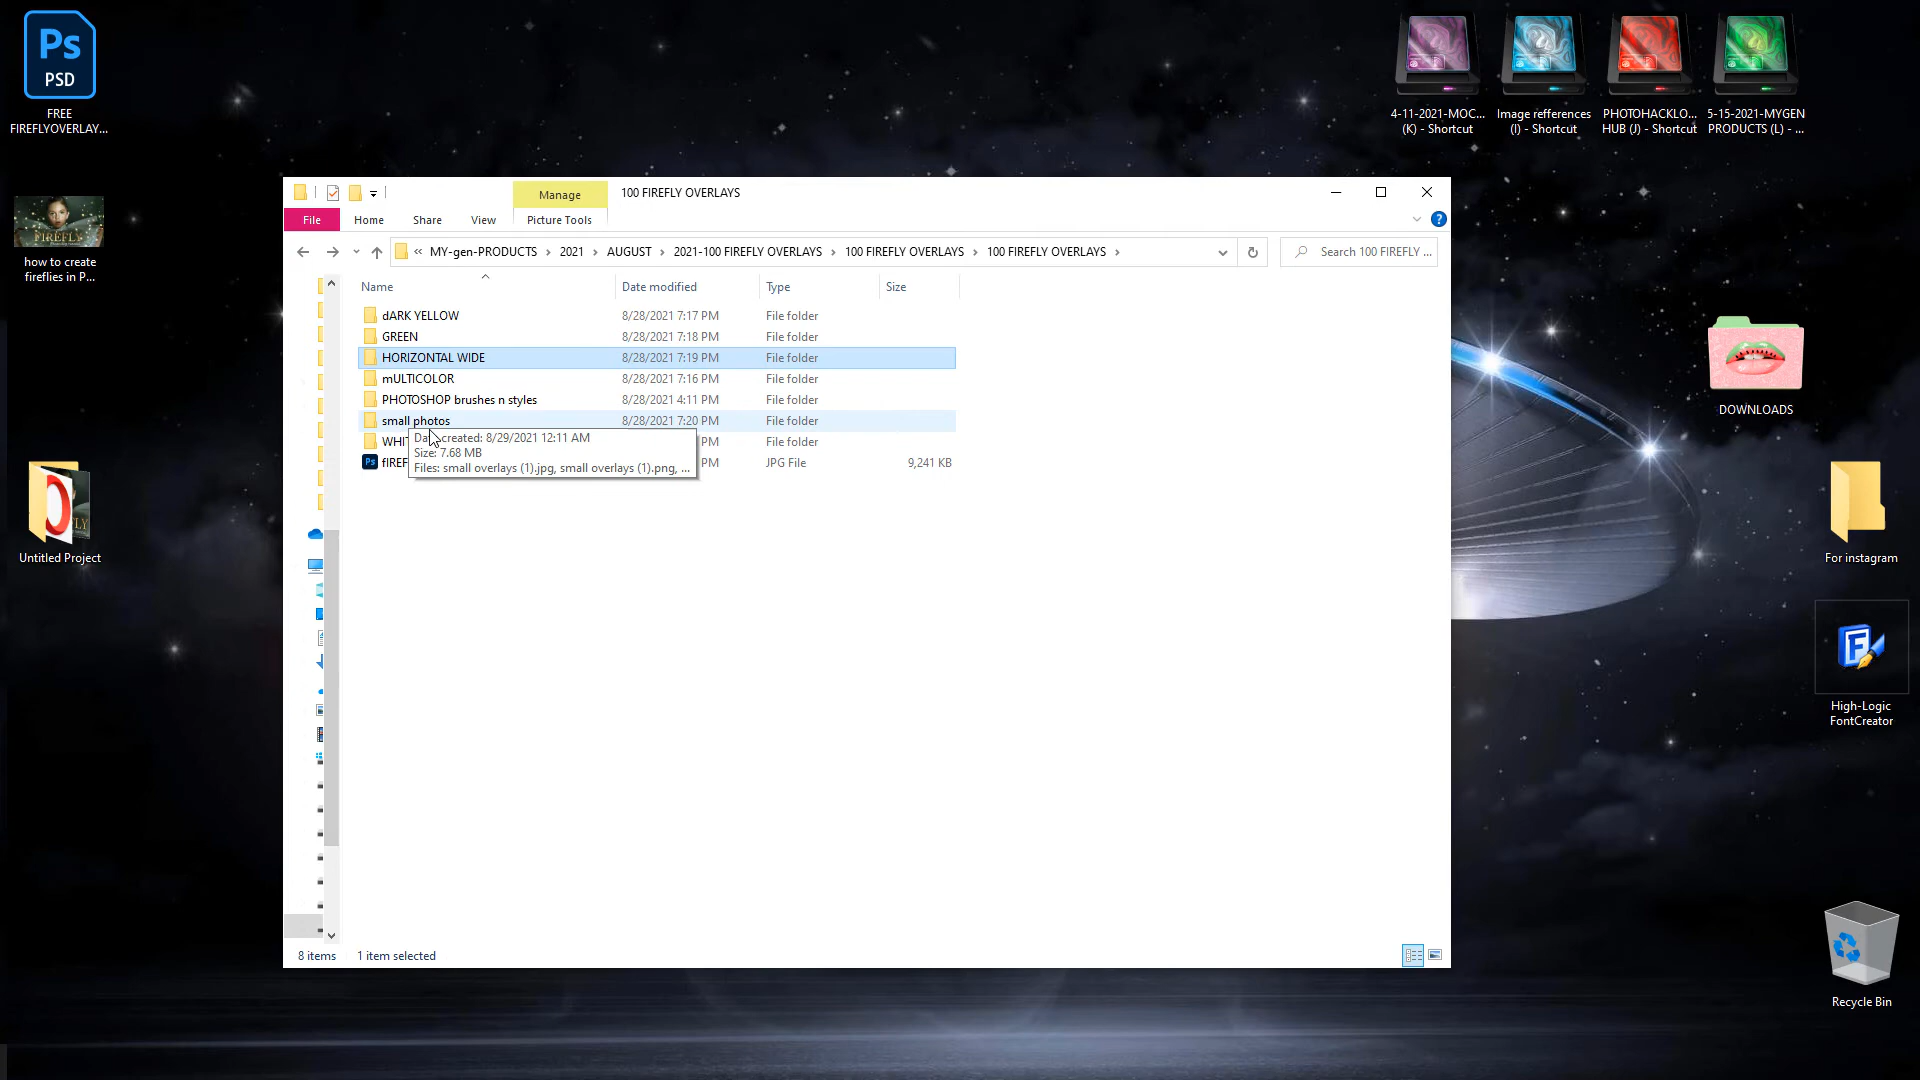 Ps
PSD
FREE
FIREFLYOVERLAY...
how to create
fireflies in P...
Untitled Project
4-11-2021-MOC...
(K) - Shortcut
Image refferences
(I) - Shortcut
PHOTOHACKLO...
HUB (J) - Shortcut
5-15-2021-MYGEN
PRODUCTS (L) - ...
Manage
100 FIREFLY OVERLAYS
File
Home
Share
View
Picture Tools
?
« MY-gen-PRODUCTS > 2021 > AUGUST > 2021-100 FIREFLY OVERLAYS > 100 FIREFLY OVERLAYS > 100 FIREFLY OVERLAYS >
Search 100 FIREFLY ...
Name
Date modified
Type
Size
dARK YELLOW 8/28/2021 7:17 PM File folder
GREEN 8/28/2021 7:18 PM File folder
HORIZONTAL WIDE 8/28/2021 7:19 PM File folder
mULTICOLOR 8/28/2021 7:16 PM File folder
PHOTOSHOP brushes n styles 8/28/2021 4:11 PM File folder
small photos 8/28/2021 7:20 PM File folder
PM File folder
Ps PM JPG File 9,241 KB
created: 8/29/2021 12:11 AM
Size: 7.68 MB
Files: small overlays (1).jpg, small overlays (1).png, ...
8 items
1 item selected
DOWNLOADS
For instagram
High-Logic
FontCreator
Recycle Bin
FIREFLY